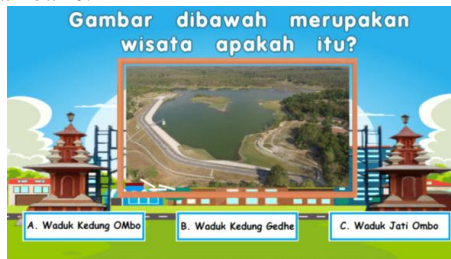 Gambar dibawah merupakan
wisata apakah itu?
A. Waduk Kedung OMbo
B. Waduk Kedung Gedhe
C. Waduk Jati Ombo